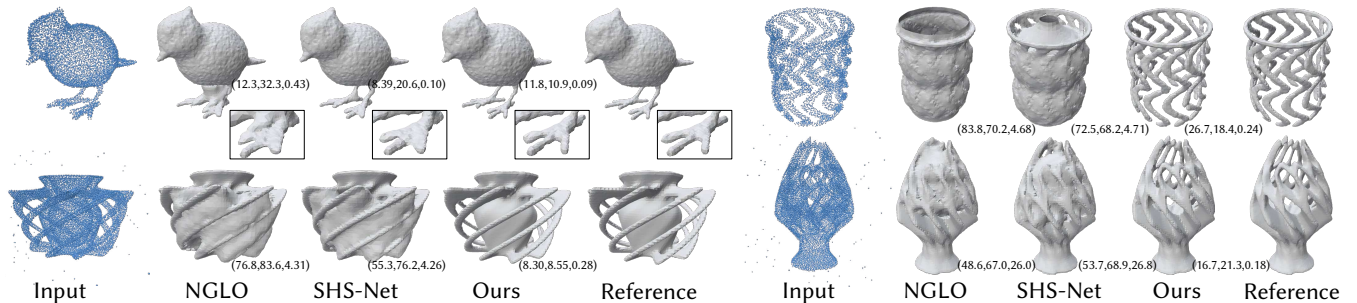 (12.3,32.3,0.43) (8.39,20.6,0.10) (11.8,10.9,0.09)
(83.8,70.2,4.68) (72.5,68.2,4.71) (26.7,18.4,0.24)
(76.8,83.6,4.31) (55.3,76.2,4.26) (8.30,8.55,0.28)
(48.6,67.0,26.0) (53.7,68.9,26.8) (16.7,21.3,0.18)
Input NGLO SHS-Net Ours Reference Input NGLO SHS-Net Ours Reference